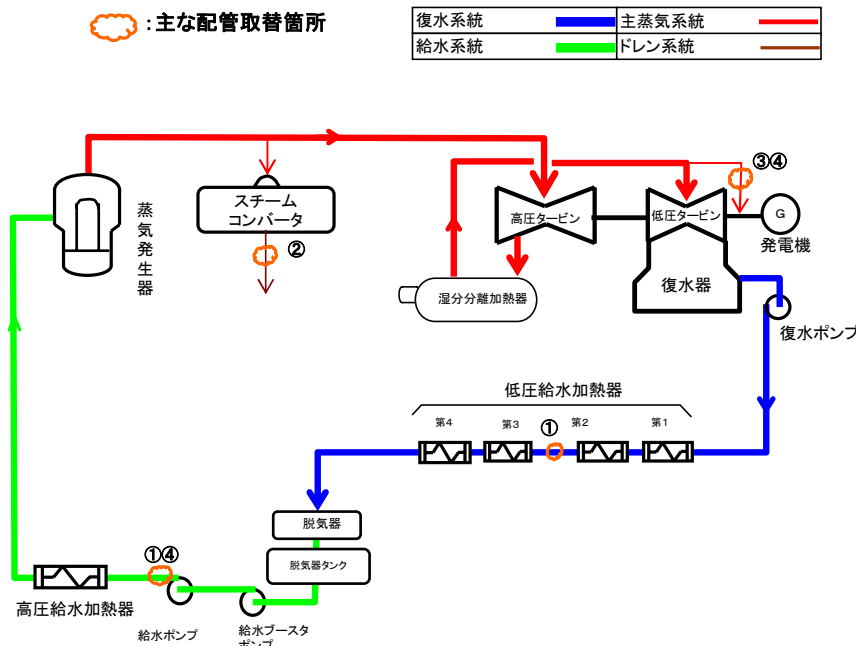 ：主な配管取替箇所
復水系統
主蒸気系統
給水系統
ドレン系統
③④
蒸気発生器
スチーム
コンバータ
②
高圧タービン
低圧タービン
G
発電機
湿分分離加熱器
復水器
復水ポンプ
低圧給水加熱器
第4
第3
①
第2
第1
脱気器
脱気器タンク
①④
高圧給水加熱器
給水ポンプ
給水ブースタ
ポンプ